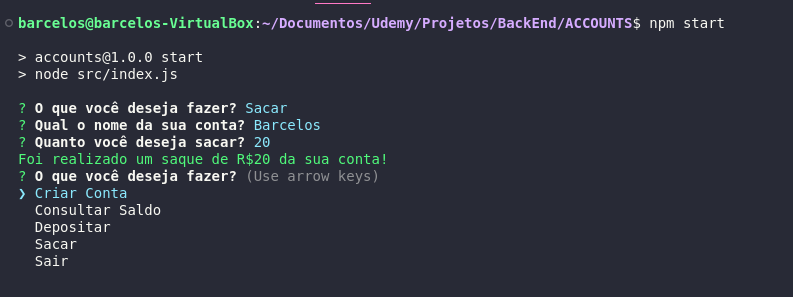 barcelos@barcelos-VirtualBox:~/Documentos/Udemy/Projetos/BackEnd/ACCOUNTS$ npm start
> accounts@1.0.0 start
> node src/index.js
? O que você deseja fazer? Sacar
? Qual o nome da sua conta? Barcelos
? Quanto você deseja sacar? 20
Foi realizado um saque de R$20 da sua conta!
? O que você deseja fazer? (Use arrow keys)
❯ Criar Conta
Consultar Saldo
Depositar
Sacar
Sair